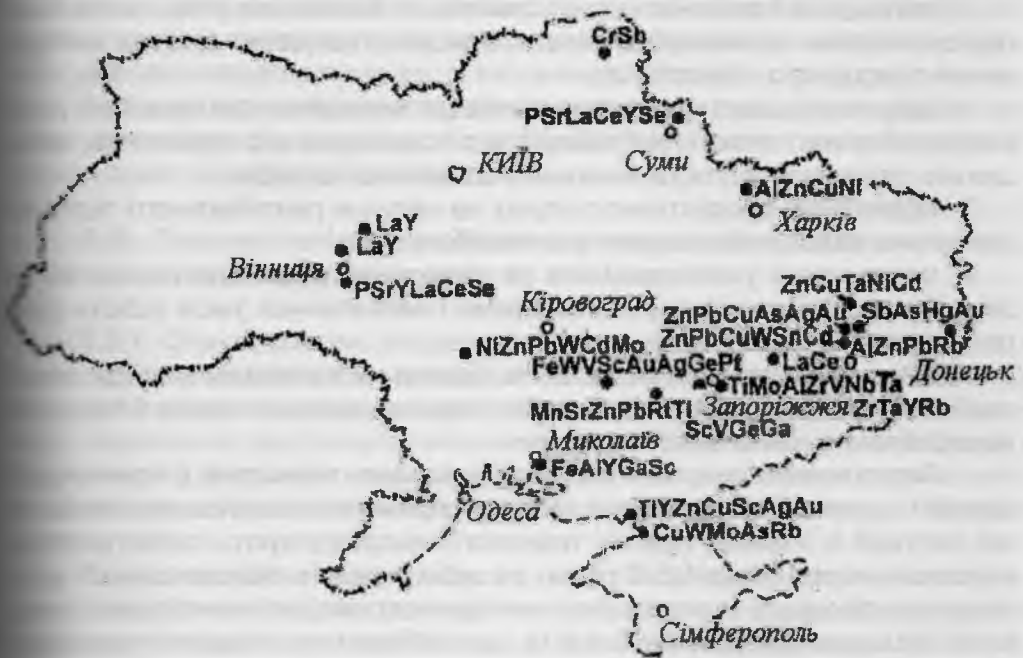 CrSb
PSrLaCeYSe
Суми
КИЇВ
AlZnCuNi
Харків
LaY
LaY
Вінниця
PSrYLaCeSe
ZnCuTaNiCd
Кіровоград
ZnPbCuAsAgAu
SbAsHgAu
ZnPbCuWSnCd
AlZnPbRb
NiZnPbWCdMo
LaCe
Донецьк
FeWVScAuAgGePt
TiMoAlZrVNbTa
MnSrZnPbRtTl
Запоріжжя
ZrTaYRb
ScVGeGa
Миколаїв
FeAlYGaSc
Одеса
TlYZnCuScAgAu
CuWMoAsRb
Сімферополь